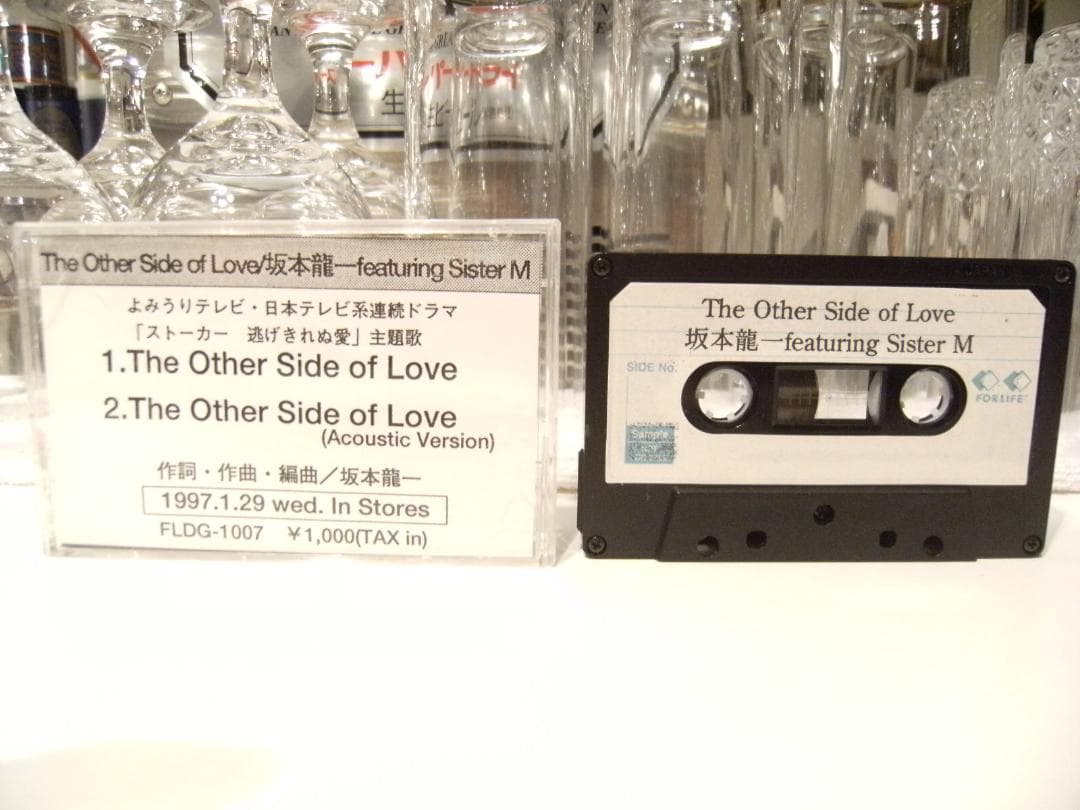 The Other Side of Love/坂本龍一featuring Sister M
よみうりテレビ・日本テレビ系連続ドラマ
「ストーカー 逃げきれぬ愛」主題歌
1.The Other Side of Love
2.The Other Side of Love
(Acoustic Version)
作詞・作曲・編曲／坂本龍一
1997.1.29 wed. In Stores
FLDG-1007 ￥1,000(TAX in)
The Other Side of Love
坂本龍一featuring Sister M
SIDE No.
FORLIFE
Sample